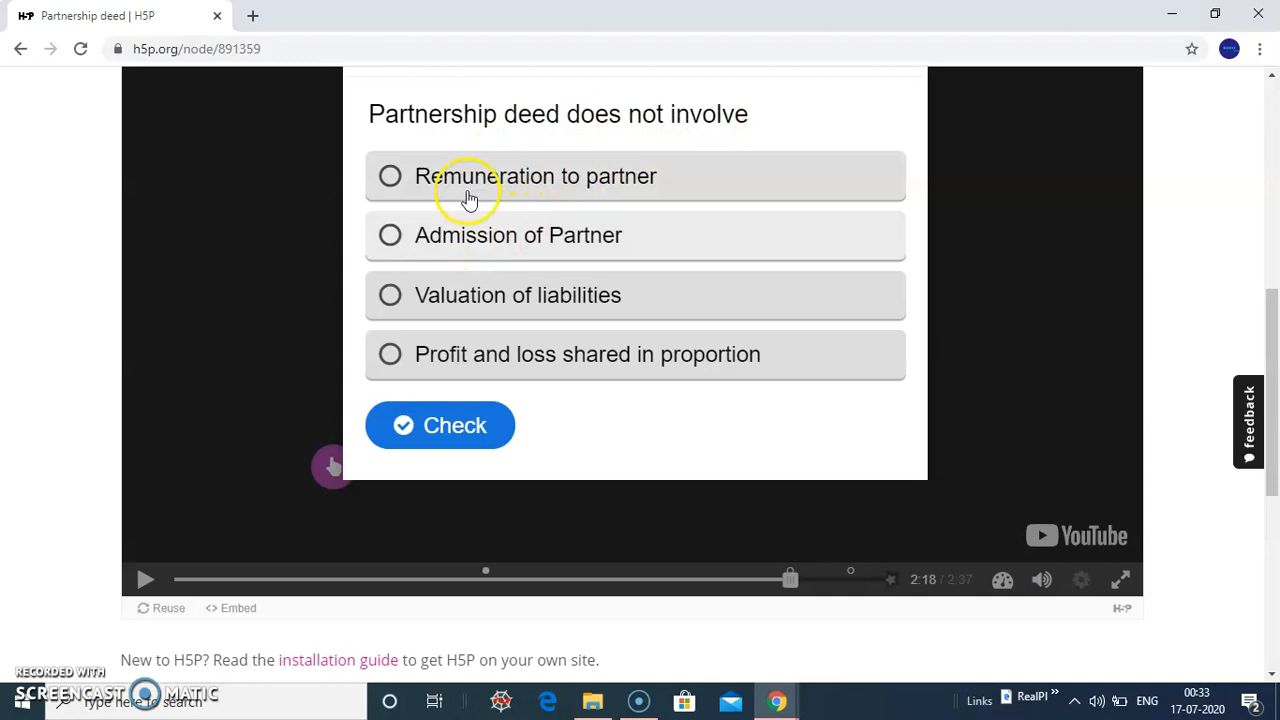 H-P Partnership deed | H5P
h5p.org/node/891359
Partnership deed does not involve
Remuneration to partner
Admission of Partner
Valuation of liabilities
Profit and loss shared in proportion
Check
feedback
YouTube
2:18 / 2:37
Reuse <> Embed H-P
New to H5P? Read the installation guide to get H5P on your own site.
RECORDED WITH
SCREENCAST MATIC
Type here to search
Links RealPl »
ENG
00:33
17-07-2020
2